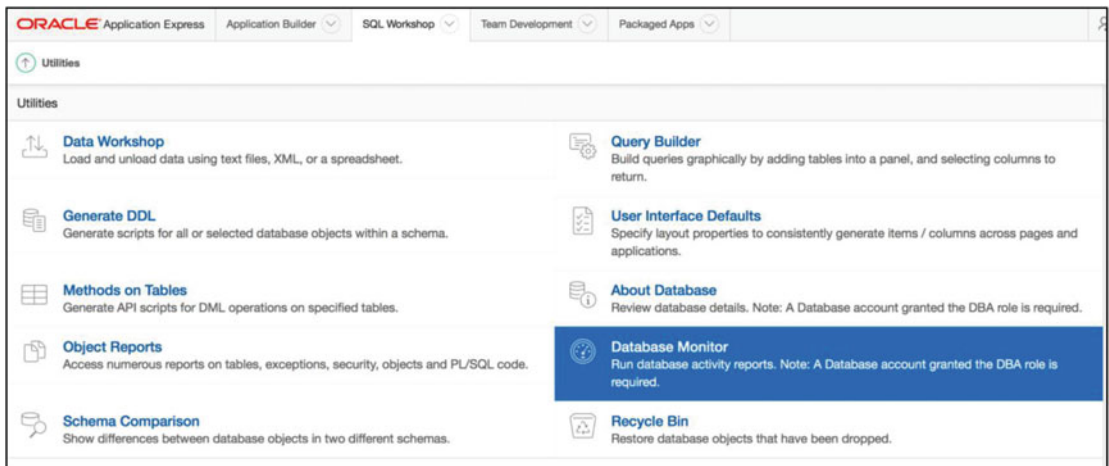 ORACLE Application Express Application Builder SQL Workshop Team Development Packaged Apps
Utilities
Utilities
Data Workshop
Load and unload data using text files, XML, or a spreadsheet.
Query Builder
Build queries graphically by adding tables into a panel, and selecting columns to
return.
Generate DDL
Generate scripts for all or selected database objects within a schema.
User Interface Defaults
Specify layout properties to consistently generate items / columns across pages and
applications.
Methods on Tables
Generate API scripts for DML operations on specified tables.
About Database
Review database details. Note: A Database account granted the DBA role is required.
Object Reports
Access numerous reports on tables, exceptions, security, objects and PL/SQL code.
Database Monitor
Run database activity reports. Note: A Database account granted the DBA role is
required.
Schema Comparison
Show differences between database objects in two different schemas.
Recycle Bin
Restore database objects that have been dropped.